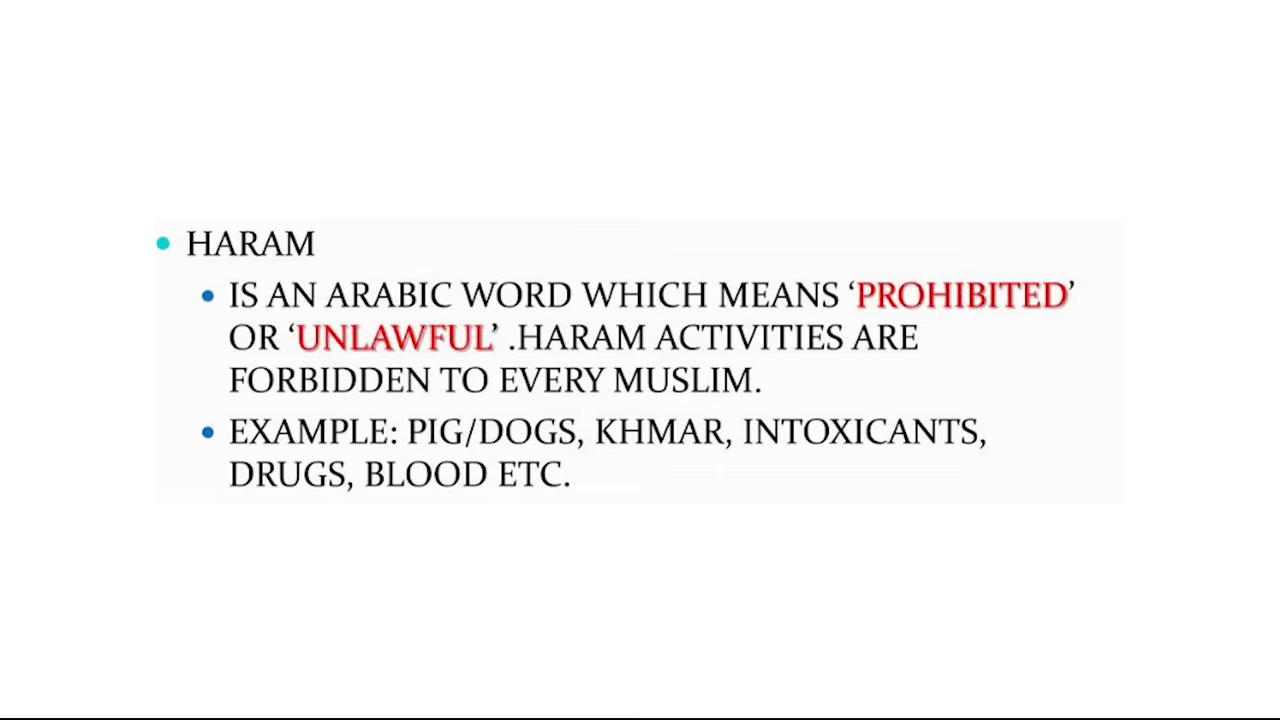 HARAM
IS AN ARABIC WORD WHICH MEANS ‘PROHIBITED’
OR ‘UNLAWFUL’ .HARAM ACTIVITIES ARE
FORBIDDEN TO EVERY MUSLIM.
EXAMPLE: PIG/DOGS, KHMAR, INTOXICANTS,
DRUGS, BLOOD ETC.